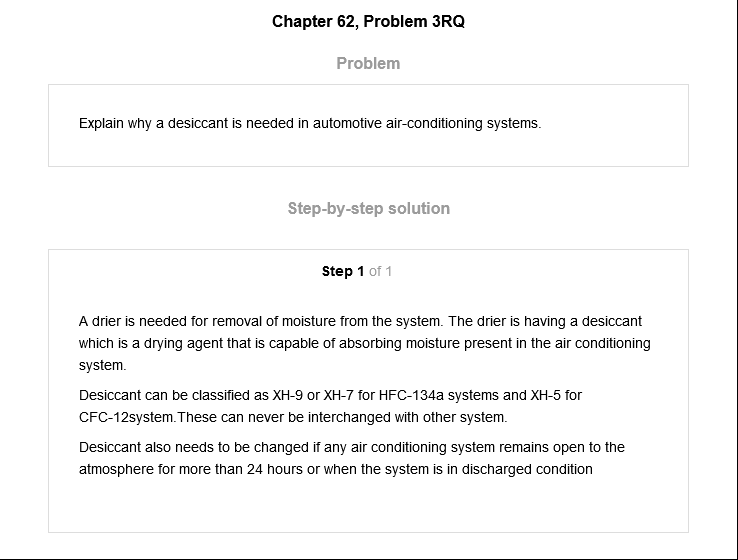 Chapter 62, Problem 3RQ
Problem
Explain why a desiccant is needed in automotive air-conditioning systems.
Step-by-step solution
Step 1 of 1
A drier is needed for removal of moisture from the system. The drier is having a desiccant
which is a drying agent that is capable of absorbing moisture present in the air conditioning
system.
Desiccant can be classified as XH-9 or XH-7 for HFC-134a systems and XH-5 for
CFC-12system.These can never be interchanged with other system.
Desiccant also needs to be changed if any air conditioning system remains open to the
atmosphere for more than 24 hours or when the system is in discharged condition